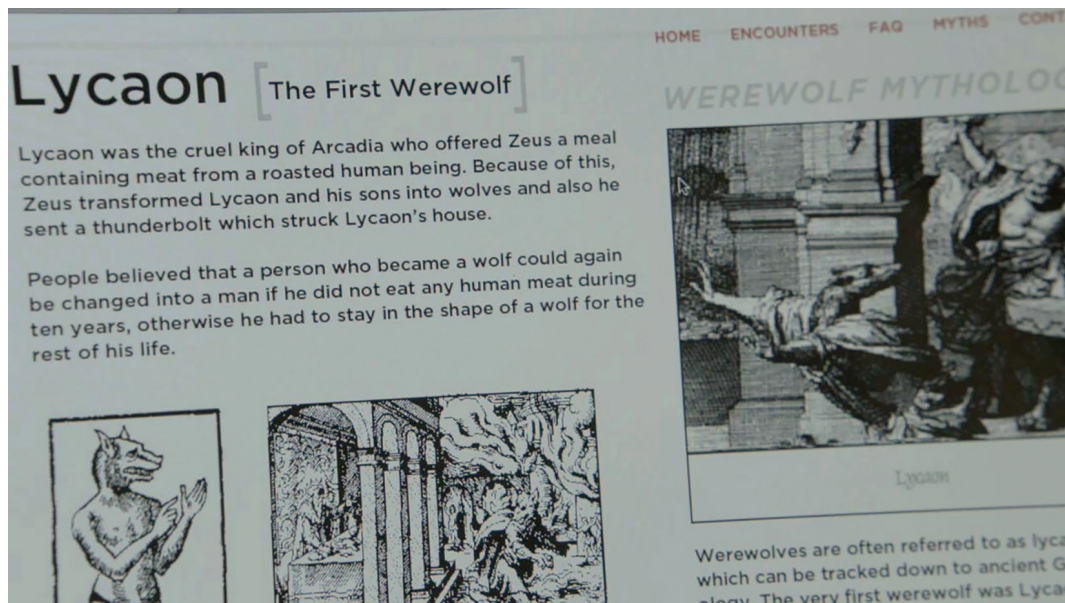 HOME ENCOUNTERS FAQ MYTHS
Lycaon [The First Werewolf]
Lycaon was the cruel king of Arcadia who offered Zeus a meal
containing meat from a roasted human being. Because of this,
Zeus transformed Lycaon and his sons into wolves and also he
sent a thunderbolt which struck Lycaon's house.
People believed that a person who became a wolf could again
be changed into a man if he did not eat any human meat during
ten years, otherwise he had to stay in the shape of a wolf for the
rest of his life.
WEREWOLF MYTHOLOG
Lycaon
Werewolves are often referred to as lyca
which can be tracked down to ancient G
ology. The very first werewolf was Lyca